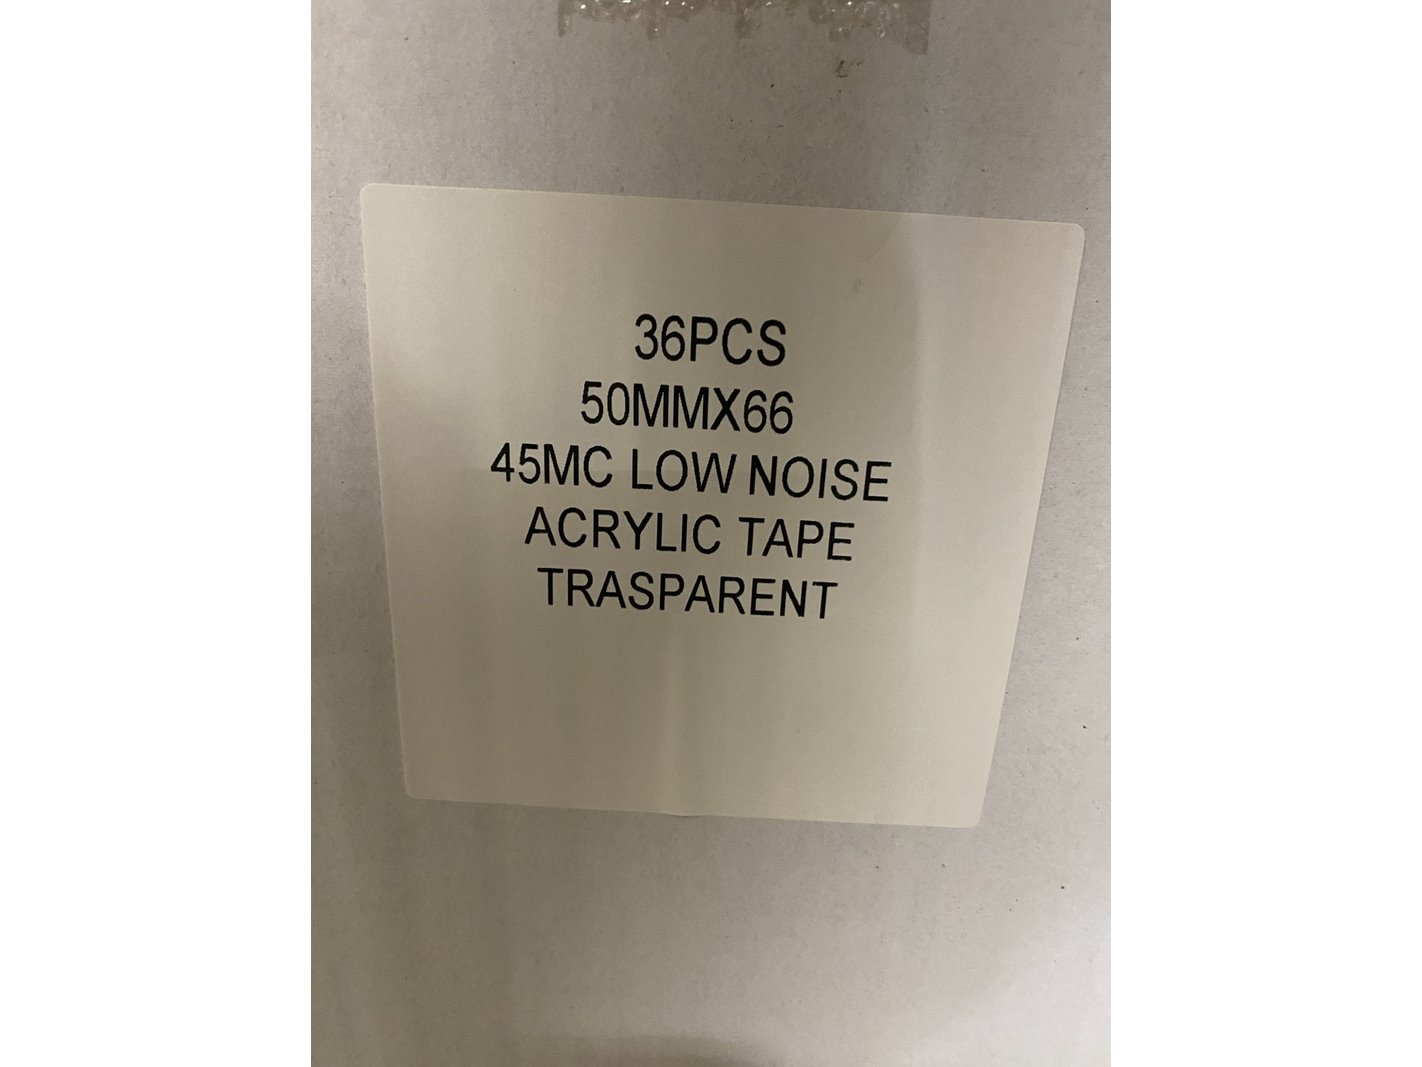 36PCS
50MMX66
45MC LOW NOISE
ACRYLIC TAPE
TRASPARENT